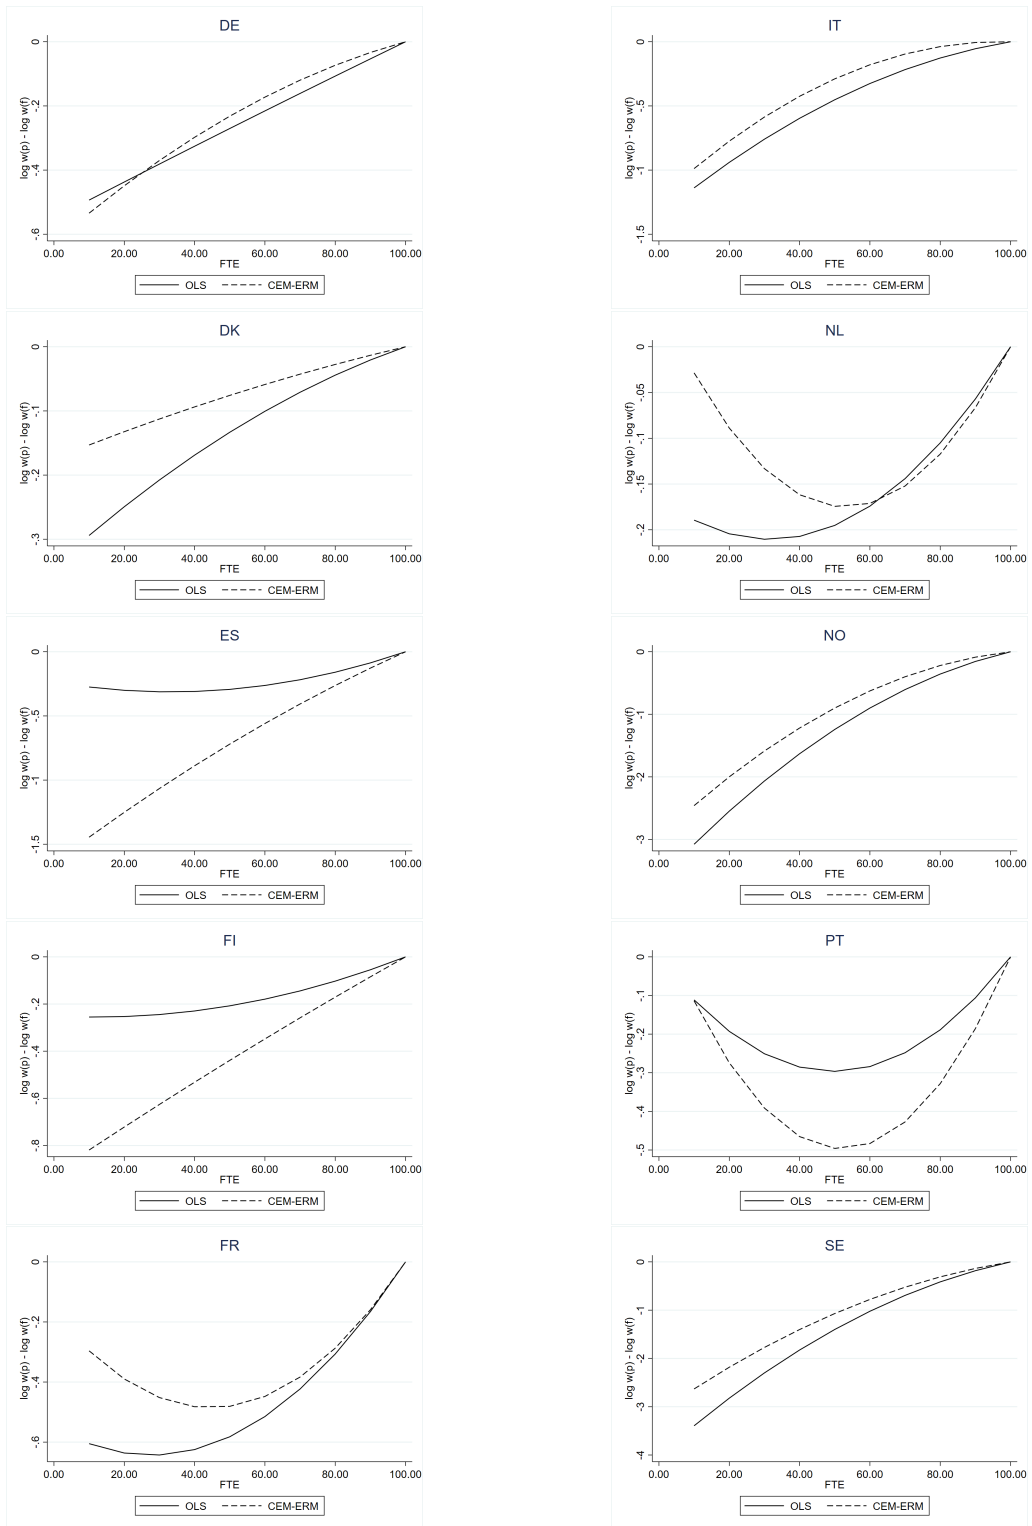 DE
log w(p) - log w(f)
0
-.2
-.4
-.6
0.00 20.00 40.00 60.00 80.00 100.00
FTE
OLS CEM-ERM
IT
log w(p) - log w(f)
0
-.5
-1
-1.5
0.00 20.00 40.00 60.00 80.00 100.00
FTE
OLS CEM-ERM
DK
log w(p) - log w(f)
0
-.1
-.2
-.3
0.00 20.00 40.00 60.00 80.00 100.00
FTE
OLS CEM-ERM
NL
log w(p) - log w(f)
0
-.05
-.1
-.15
-.2
0.00 20.00 40.00 60.00 80.00 100.00
FTE
OLS CEM-ERM
ES
log w(p) - log w(f)
0
-.5
-1
-1.5
0.00 20.00 40.00 60.00 80.00 100.00
FTE
OLS CEM-ERM
NO
log w(p) - log w(f)
0
-1
-2
-3
0.00 20.00 40.00 60.00 80.00 100.00
FTE
OLS CEM-ERM
FI
log w(p) - log w(f)
0
-.2
-.4
-.6
-.8
0.00 20.00 40.00 60.00 80.00 100.00
FTE
OLS CEM-ERM
PT
log w(p) - log w(f)
0
-.1
-.2
-.3
-.4
-.5
0.00 20.00 40.00 60.00 80.00 100.00
FTE
OLS CEM-ERM
FR
log w(p) - log w(f)
0
-.2
-.4
-.6
0.00 20.00 40.00 60.00 80.00 100.00
FTE
OLS CEM-ERM
SE
log w(p) - log w(f)
0
-1
-2
-3
-4
0.00 20.00 40.00 60.00 80.00 100.00
FTE
OLS CEM-ERM